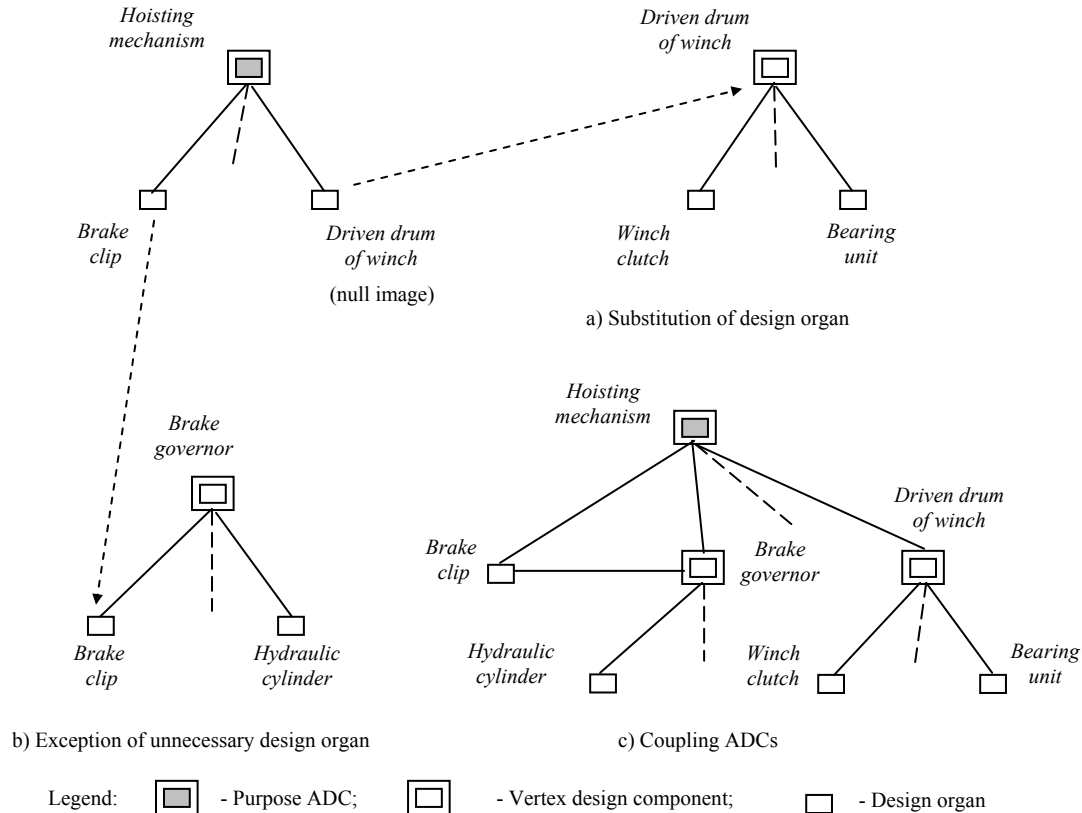 Hoisting
mechanism
Driven drum
of winch
Brake
clip
Driven drum
of winch
(null image)
Winch
clutch
Bearing
unit
a) Substitution of design organ
Brake
governor
Brake
clip
Hydraulic
cylinder
b) Exception of unnecessary design organ
Hoisting
mechanism
Driven drum
of winch
Brake
clip
Brake
governor
Hydraulic
cylinder
Winch
clutch
Bearing
unit
c) Coupling ADCs
Legend: - Purpose ADC; - Vertex design component; - Design organ